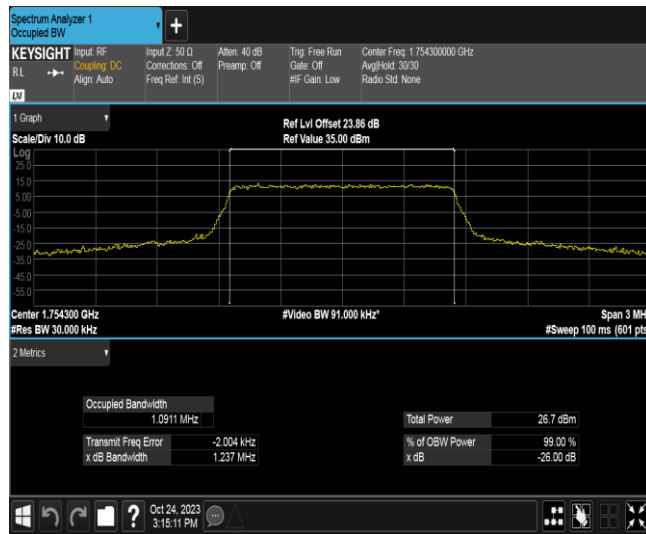 Spectrum Analyzer 1
Occupied BW
+
KEYSIGHT
RL
LXI
Input: RF
Coupling: DC
Align: Auto
Input Z: 50 Ω
Corrections: Off
Freq Ref: Int (S)
Atten: 40 dB
Preamp: Off
Trig: Free Run
Gate: Off
#IF Gain: Low
Center Freq: 1.754300000 GHz
Avg|Hold: 30/30
Radio Std: None
1 Graph
Scale/Div 10.0 dB
Ref Lvl Offset 23.86 dB
Ref Value 35.00 dBm
Log
25.0
15.0
5.00
-5.00
-15.0
-25.0
-35.0
-45.0
-55.0
Center 1.754300 GHz
#Res BW 30.000 kHz
#Video BW 91.000 kHz*
Span 3 MH
#Sweep 100 ms (601 pts
2 Metrics
Occupied Bandwidth
1.0911 MHz
Transmit Freq Error -2.004 kHz
x dB Bandwidth 1.237 MHz
Total Power 26.7 dBm
% of OBW Power 99.00 %
x dB -26.00 dB
?
Oct 24, 2023
3:15:11 PM